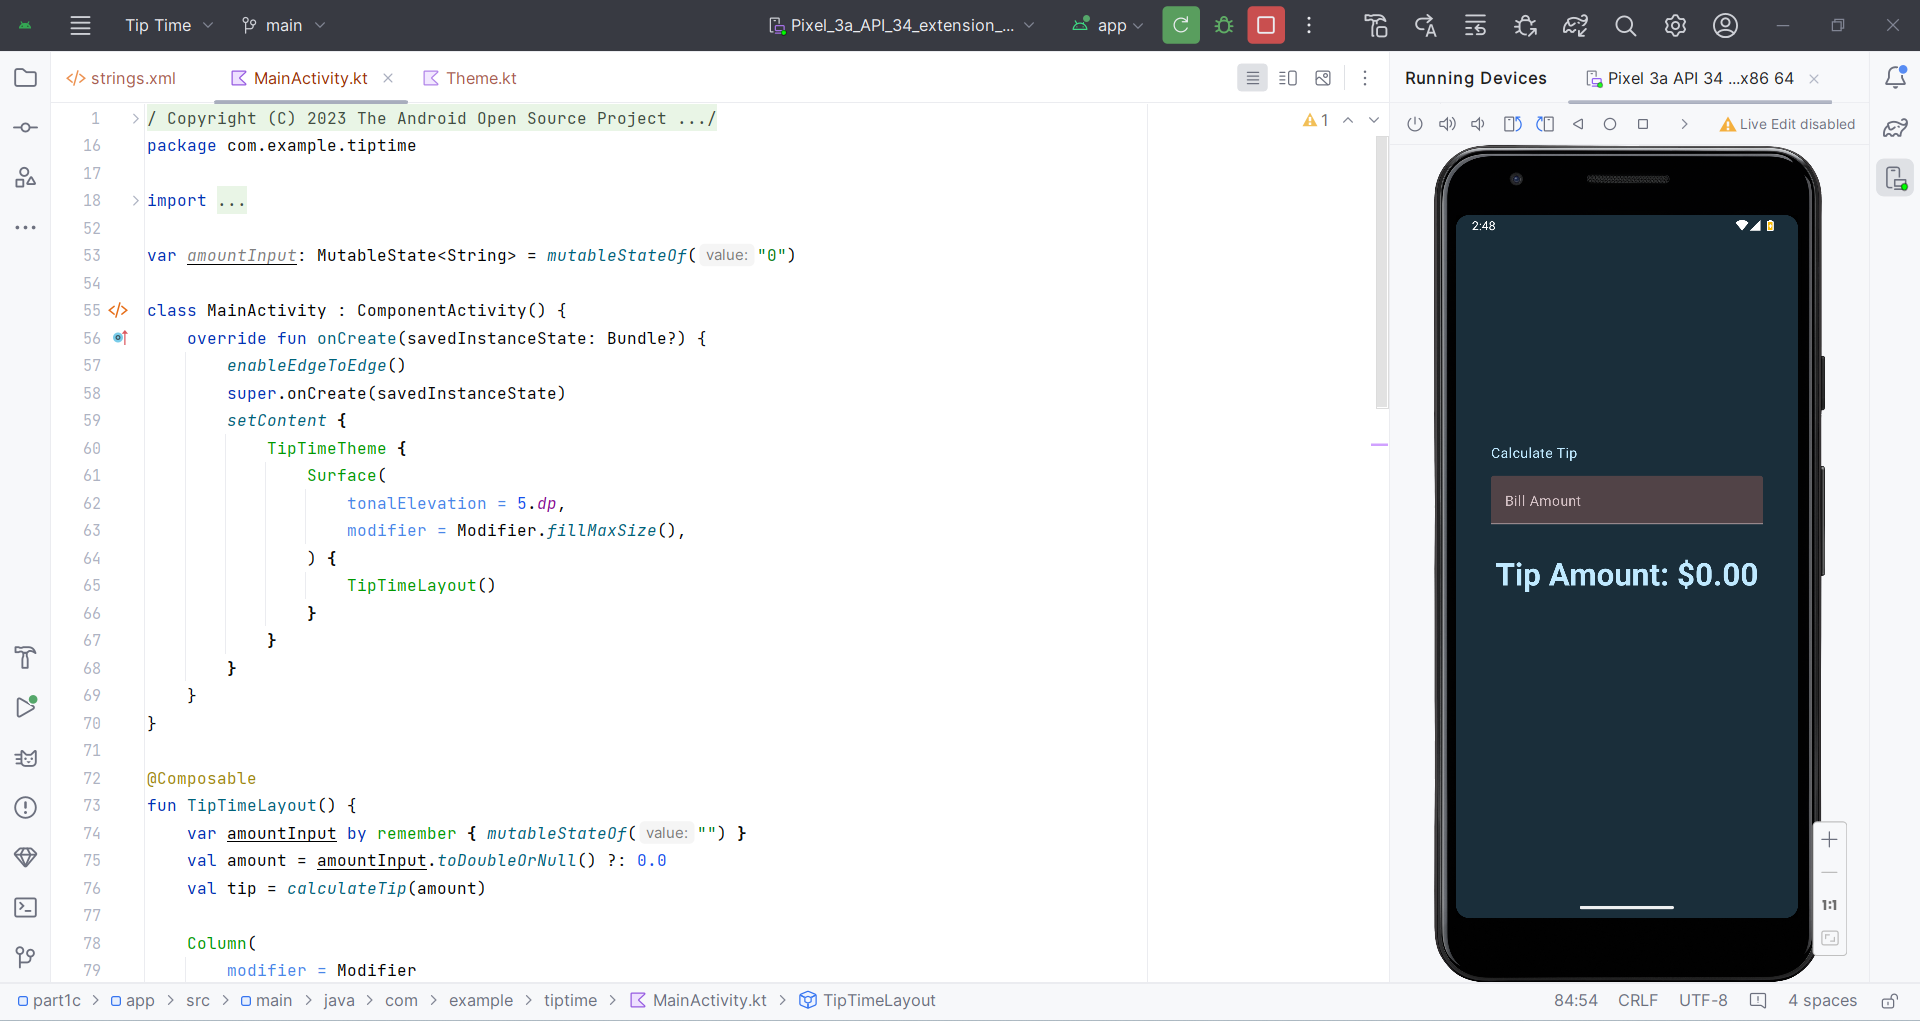 Tip Time
main
Pixel_3a_API_34_extension_...
app
strings.xml
MainActivity.kt
Theme.kt
Running Devices
Pixel 3a API 34 ...x86 64
Live Edit disabled
1
1 / Copyright (C) 2023 The Android Open Source Project .../
16 package com.example.tiptime
17
18 import ...
52
53 var amountInput: MutableState<String> = mutableStateOf( value: "0")
54
55 class MainActivity : ComponentActivity() {
56 override fun onCreate(savedInstanceState: Bundle?) {
57 enableEdgeToEdge()
58 super.onCreate(savedInstanceState)
59 setContent {
60 TipTimeTheme {
61 Surface(
62 tonalElevation = 5.dp,
63 modifier = Modifier.fillMaxSize(),
64 ) {
65 TipTimeLayout()
66 }
67 }
68 }
69 }
70 }
71
72 @Composable
73 fun TipTimeLayout() {
74 var amountInput by remember { mutableStateOf( value: "") }
75 val amount = amountInput.toDoubleOrNull() ?: 0.0
76 val tip = calculateTip(amount)
77
78 Column(
79 modifier = Modifier
2:48
Calculate Tip
Bill Amount
Tip Amount: $0.00
1:1
part1c > app > src > main > java > com > example > tiptime > MainActivity.kt > TipTimeLayout
84:54 CRLF UTF-8 4 spaces